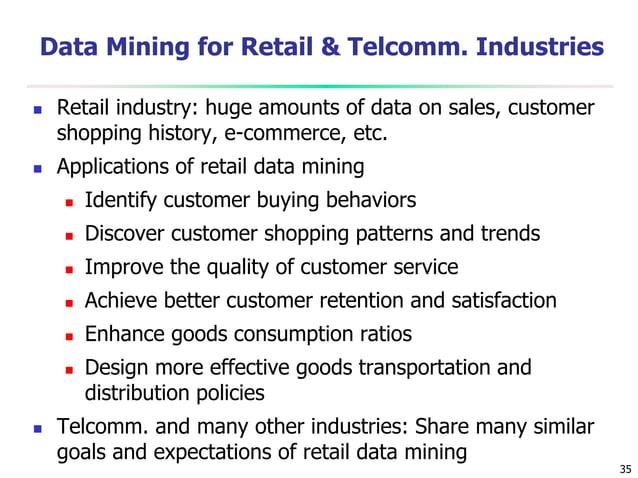 Data Mining for Retail & Telcomm. Industries
Retail industry: huge amounts of data on sales, customer
shopping history, e-commerce, etc.
Applications of retail data mining
Identify customer buying behaviors
Discover customer shopping patterns and trends
Improve the quality of customer service
Achieve better customer retention and satisfaction
Enhance goods consumption ratios
Design more effective goods transportation and
distribution policies
Telcomm. and many other industries: Share many similar
goals and expectations of retail data mining
35